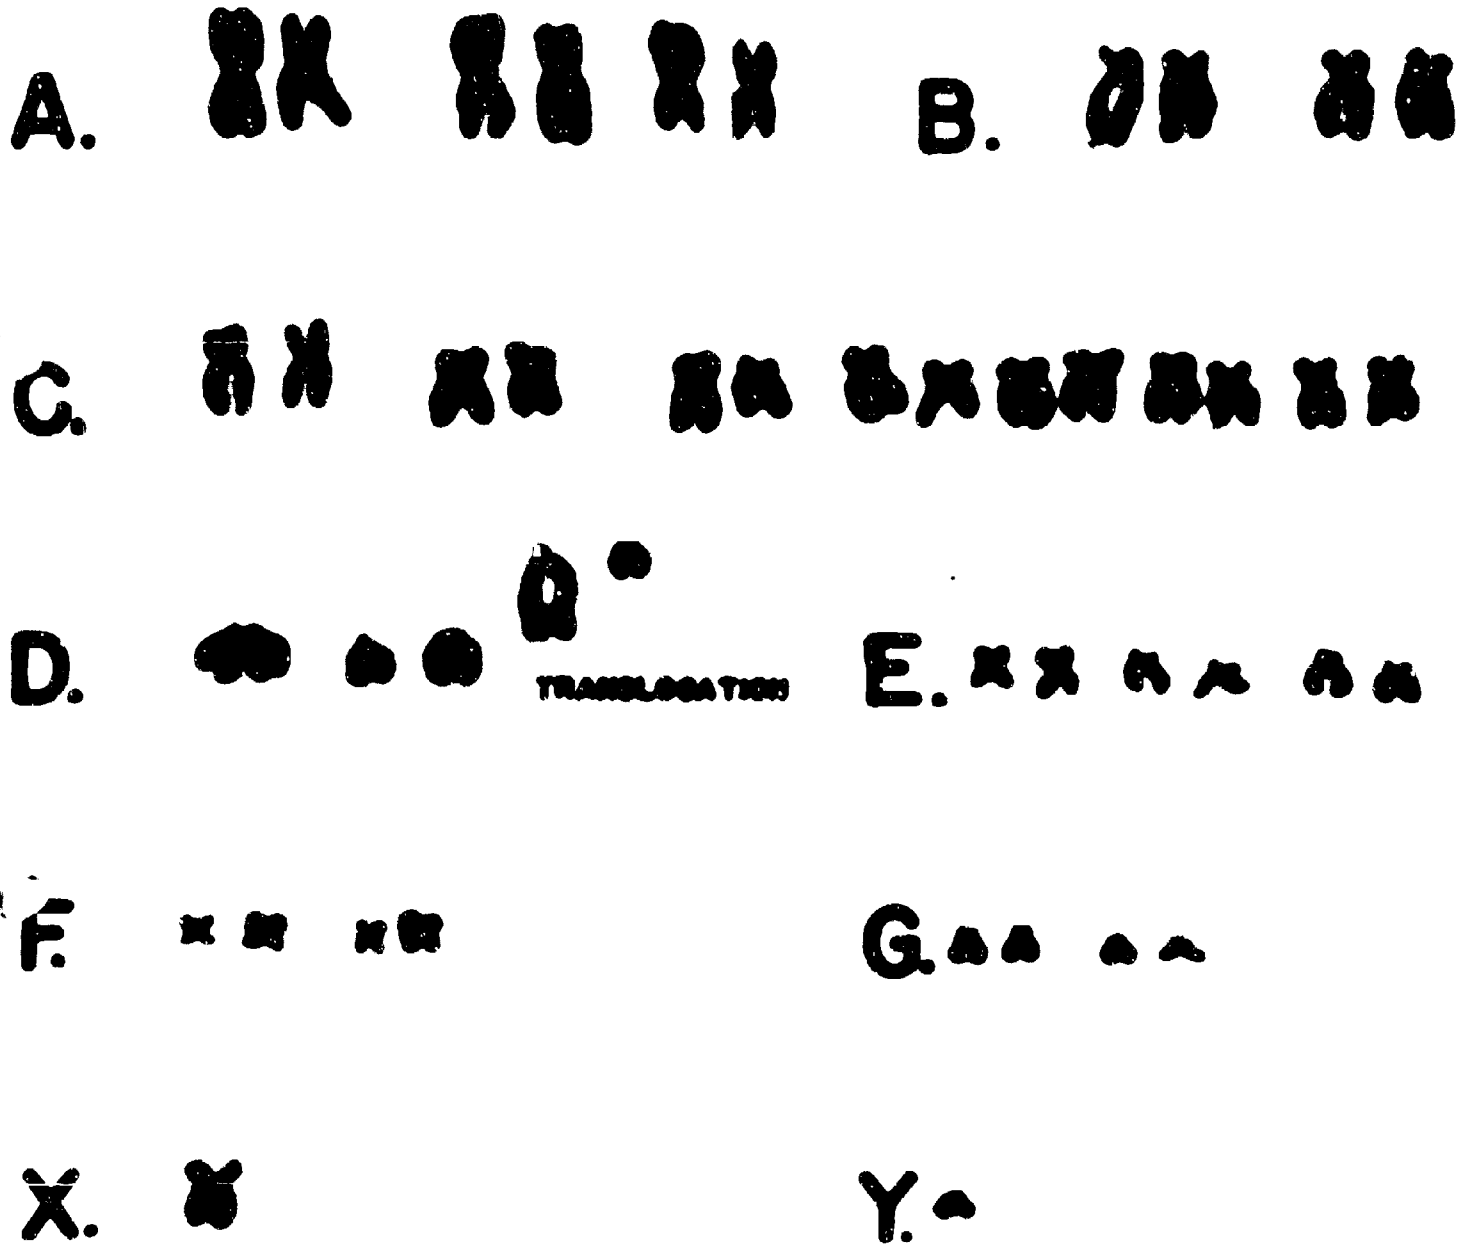 A. B.
C.
D. TRANSLOCATION E.
F. G.
X. Y.